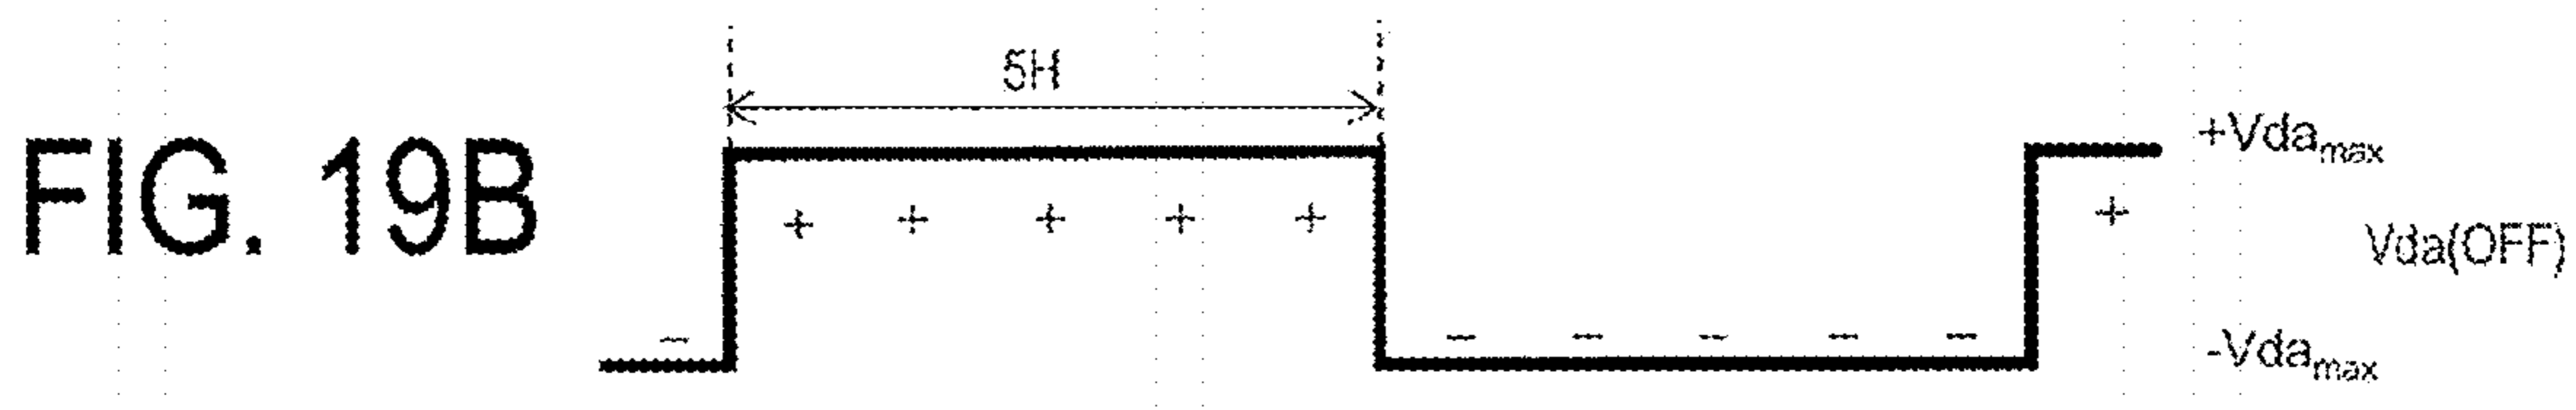 5H
+Vdamax
FIG. 19B
+ + + + + +
Vda(OFF)
− − − − − −
-Vdamax